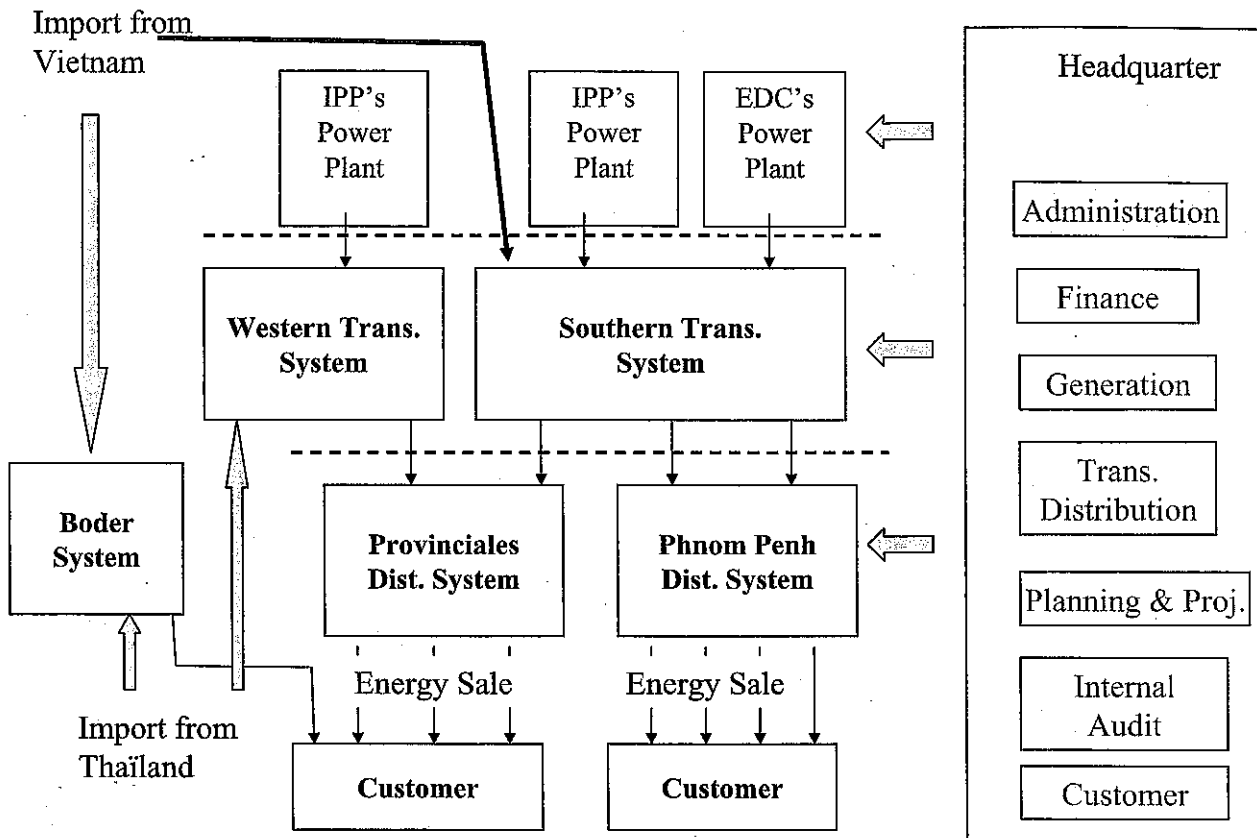 Import from
Vietnam
IPP's
Power
Plant
IPP's
Power
Plant
EDC's
Power
Plant
Western Trans.
System
Southern Trans.
System
Boder
System
Provinciales
Dist. System
Phnom Penh
Dist. System
Energy Sale
Energy Sale
Import from
Thaïland
Customer
Customer
Headquarter
Administration
Finance
Generation
Trans.
Distribution
Planning & Proj.
Internal
Audit
Customer